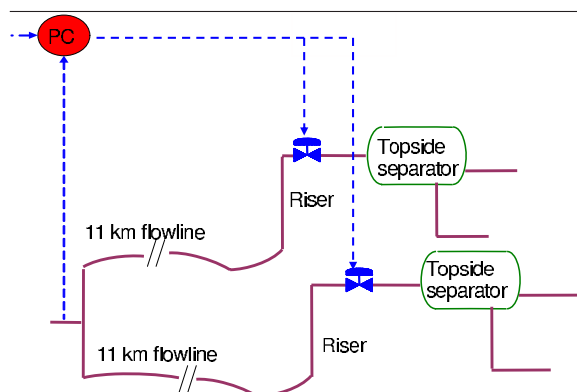 PC
Topside
separator
Riser
11 km flowline
Topside
separator
Riser
11 km flowline